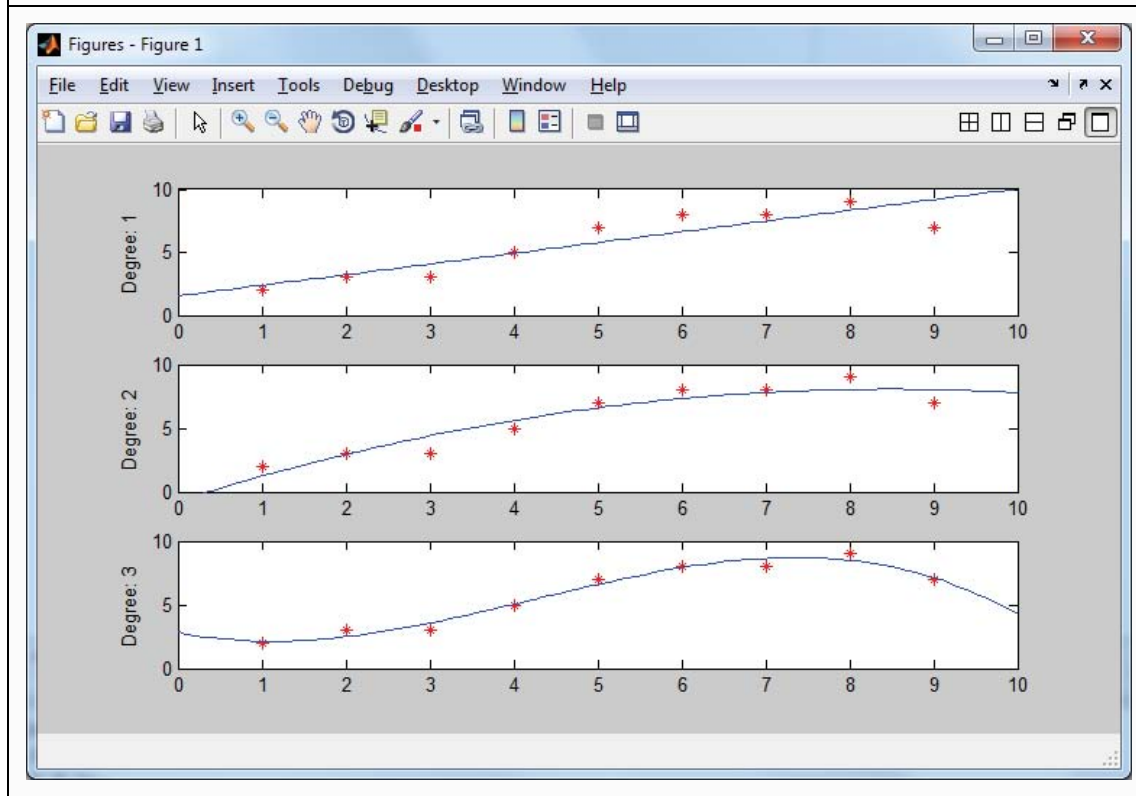 Figures - Figure 1
File Edit View Insert Tools Debug Desktop Window Help
Degree: 1
10
5
0
0 1 2 3 4 5 6 7 8 9 10
Degree: 2
10
5
0
0 1 2 3 4 5 6 7 8 9 10
Degree: 3
10
5
0
0 1 2 3 4 5 6 7 8 9 10